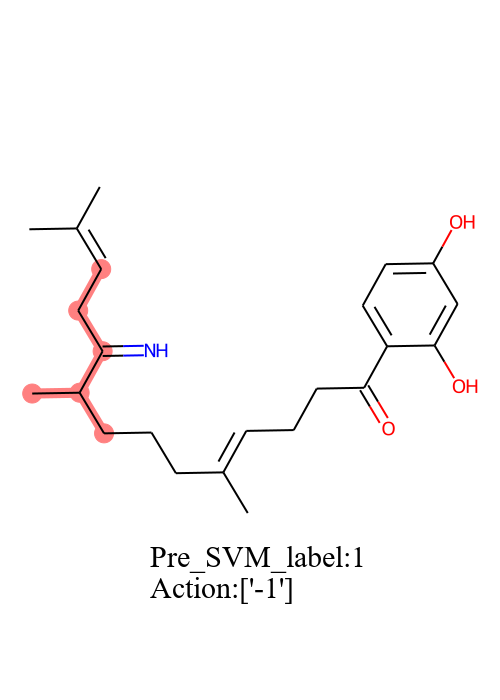 OH
NH
OH
O
Pre_SVM_label:1
Action:['-1']